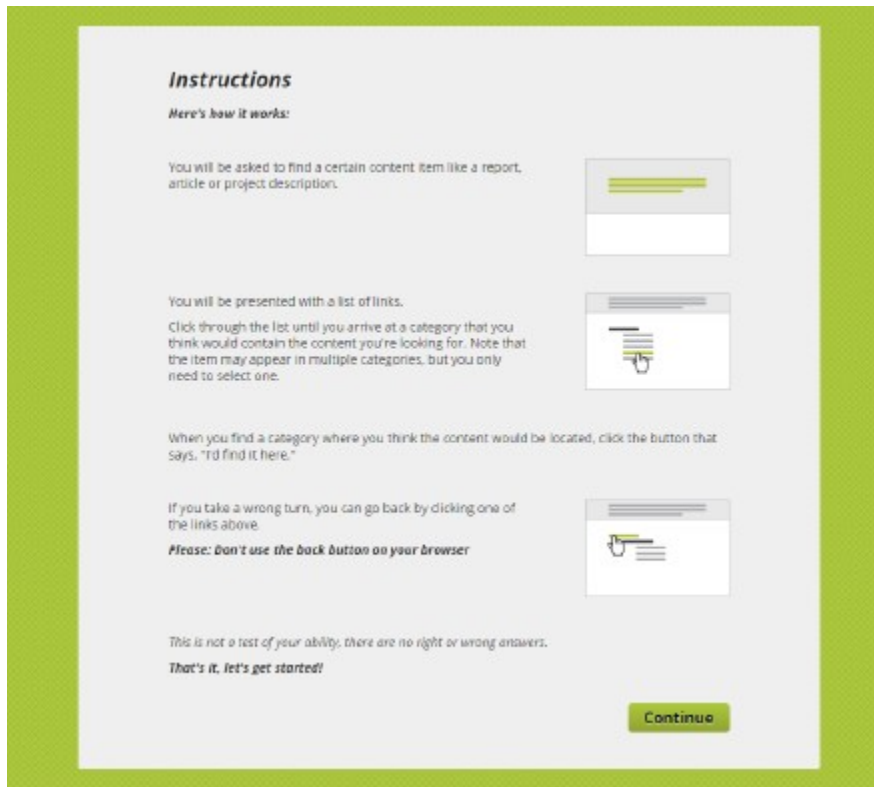 Instructions
Here's how it works:
You will be asked to find a certain content item like a report,
article or project description.
You will be presented with a list of links.
Click through the list until you arrive at a category that you
think would contain the content you're looking for. Note that
the item may appear in multiple categories, but you only
need to select one.
When you find a category where you think the content would be located, click the button that
says, "I'd find it here."
If you take a wrong turn, you can go back by clicking one of
the links above.
Please: Don't use the back button on your browser
This is not a test of your ability, there are no right or wrong answers.
That's it, let's get started!
Continue